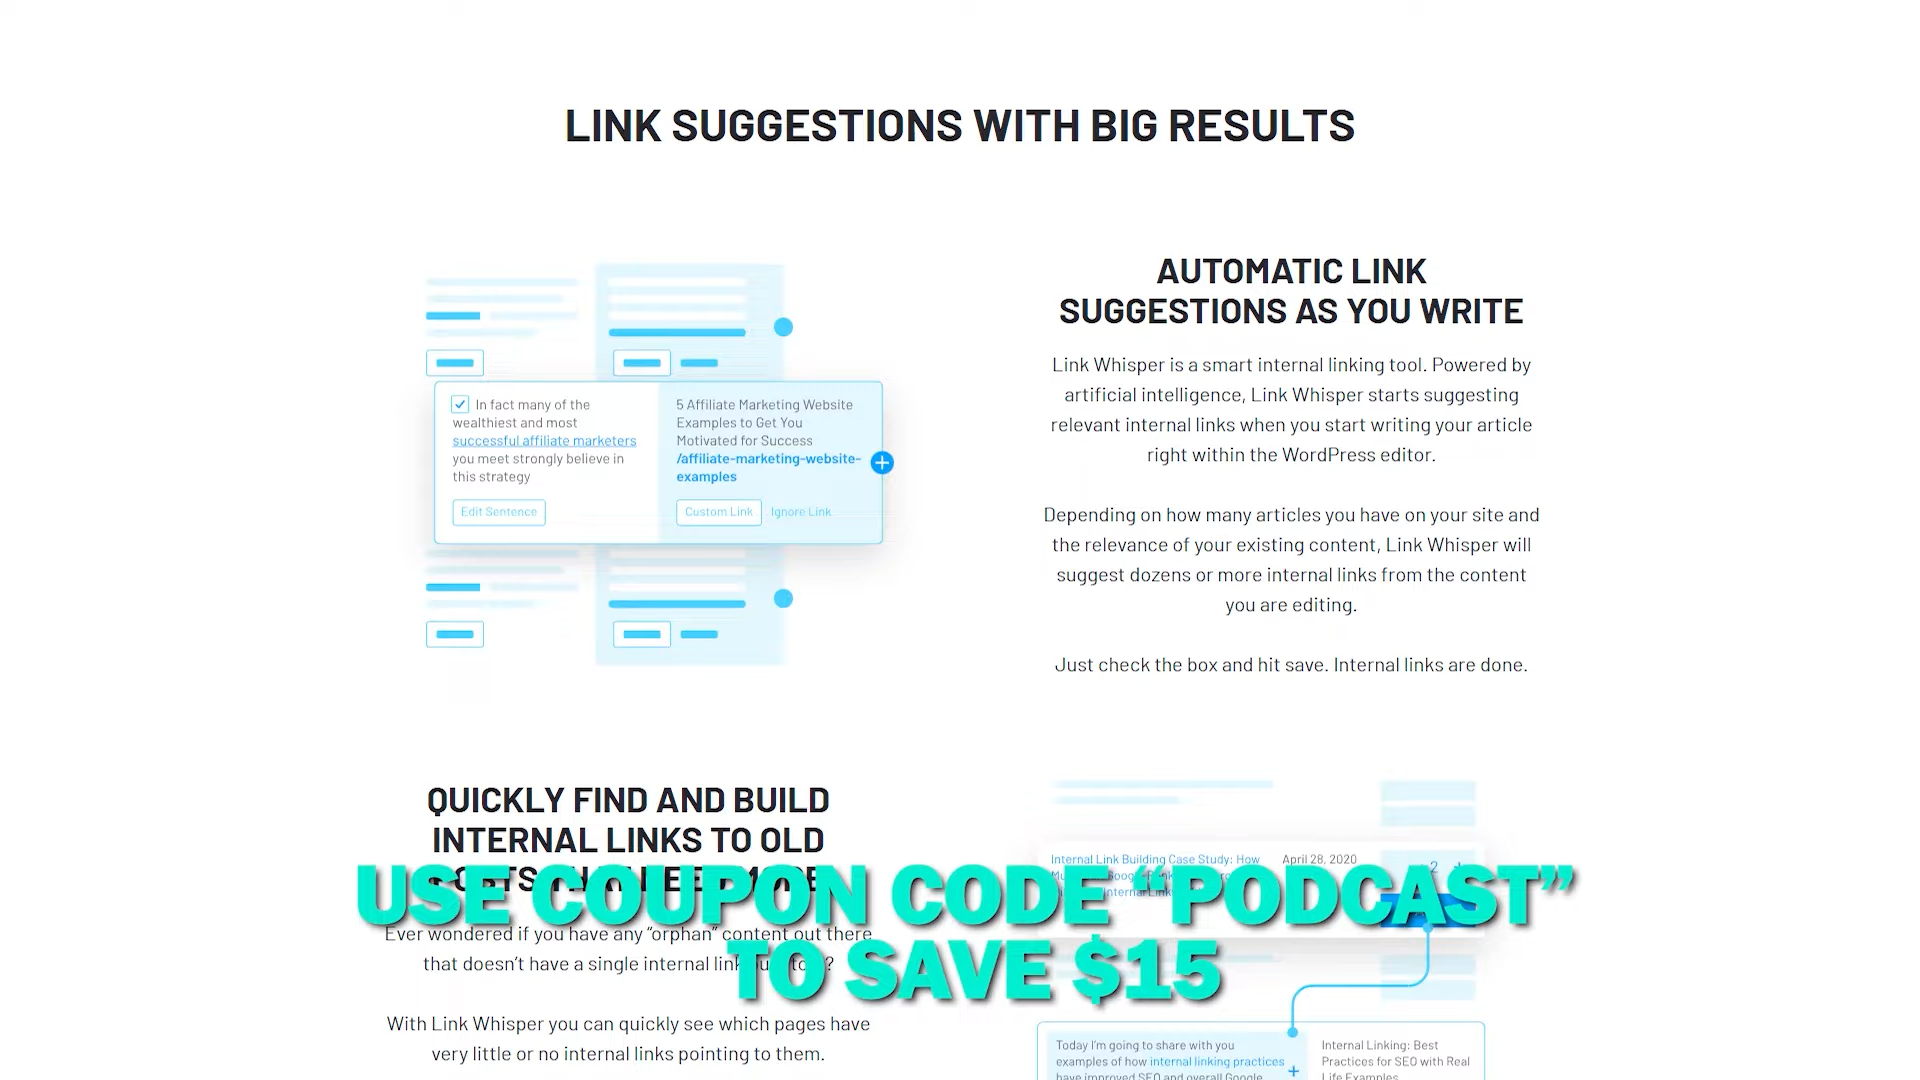 LINK SUGGESTIONS WITH BIG RESULTS
In fact many of the
wealthiest and most
successful affiliate marketers
you meet strongly believe in
this strategy
Edit Sentence
5 Affiliate Marketing Website
Examples to Get You
Motivated for Success
/affiliate-marketing-website-
examples
Custom Link
Ignore Link
AUTOMATIC LINK
SUGGESTIONS AS YOU WRITE
Link Whisper is a smart internal linking tool. Powered by
artificial intelligence, Link Whisper starts suggesting
relevant internal links when you start writing your article
right within the WordPress editor.
Depending on how many articles you have on your site and
the relevance of your existing content, Link Whisper will
suggest dozens or more internal links from the content
you are editing.
Just check the box and hit save. Internal links are done.
QUICKLY FIND AND BUILD
INTERNAL LINKS TO OLD
Ever wondered if you have any “orphan” content out there
that doesn’t have a single internal link
With Link Whisper you can quickly see which pages have
very little or no internal links pointing to them.
Internal Link Building Case Study: How
April 28, 2020
USE COUPON CODE “PODCAST”
TO SAVE $15
Today I’m going to share with you
examples of how internal linking practices
have improved SEO and overall Google
Internal Linking: Best
Practices for SEO with Real
Life Examples